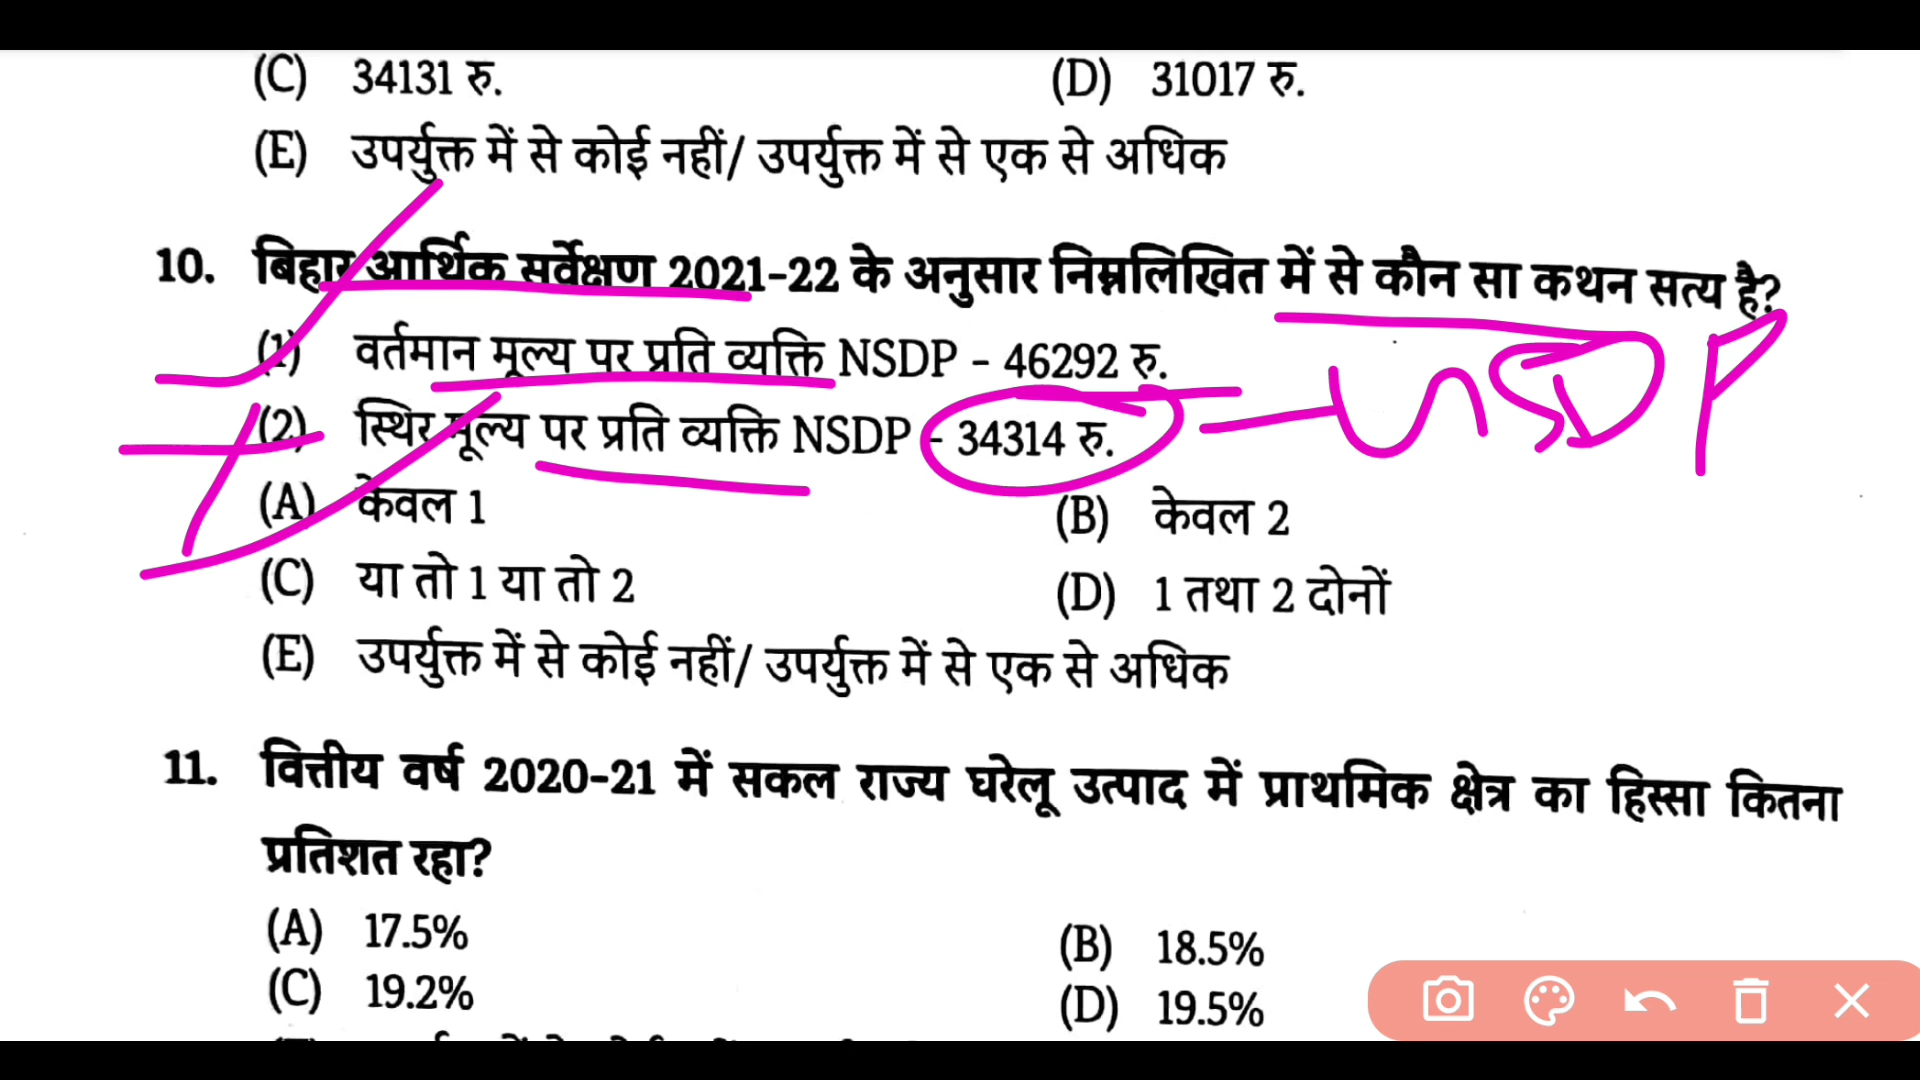 (C) 34131 रु. (D) 31017 रु.
(E) उपर्युक्त में से कोई नहीं/ उपर्युक्त में से एक से अधिक
10. बिहार आर्थिक सर्वेक्षण 2021-22 के अनुसार निम्नलिखित में से कौन सा कथन सत्य है?
(1) वर्तमान मूल्य पर प्रति व्यक्ति NSDP - 46292 रु.
(2) स्थिर मूल्य पर प्रति व्यक्ति NSDP - 34314 रु. NSDP
(A) केवल 1 (B) केवल 2
(C) या तो 1 या तो 2 (D) 1 तथा 2 दोनों
(E) उपर्युक्त में से कोई नहीं/ उपर्युक्त में से एक से अधिक
11. वित्तीय वर्ष 2020-21 में सकल राज्य घरेलू उत्पाद में प्राथमिक क्षेत्र का हिस्सा कितना
प्रतिशत रहा?
(A) 17.5% (B) 18.5%
(C) 19.2% (D) 19.5%